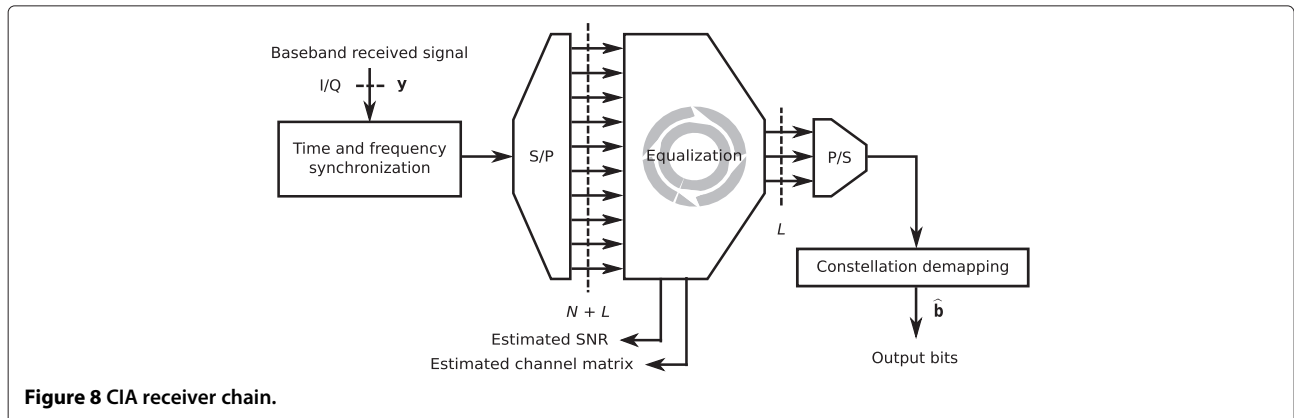 Baseband received signal
I/Q
y
Time and frequency
synchronization
S/P
Equalization
P/S
L
N + L
Constellation demapping
b̂
Estimated SNR
Estimated channel matrix
Output bits
Figure 8 CIA receiver chain.